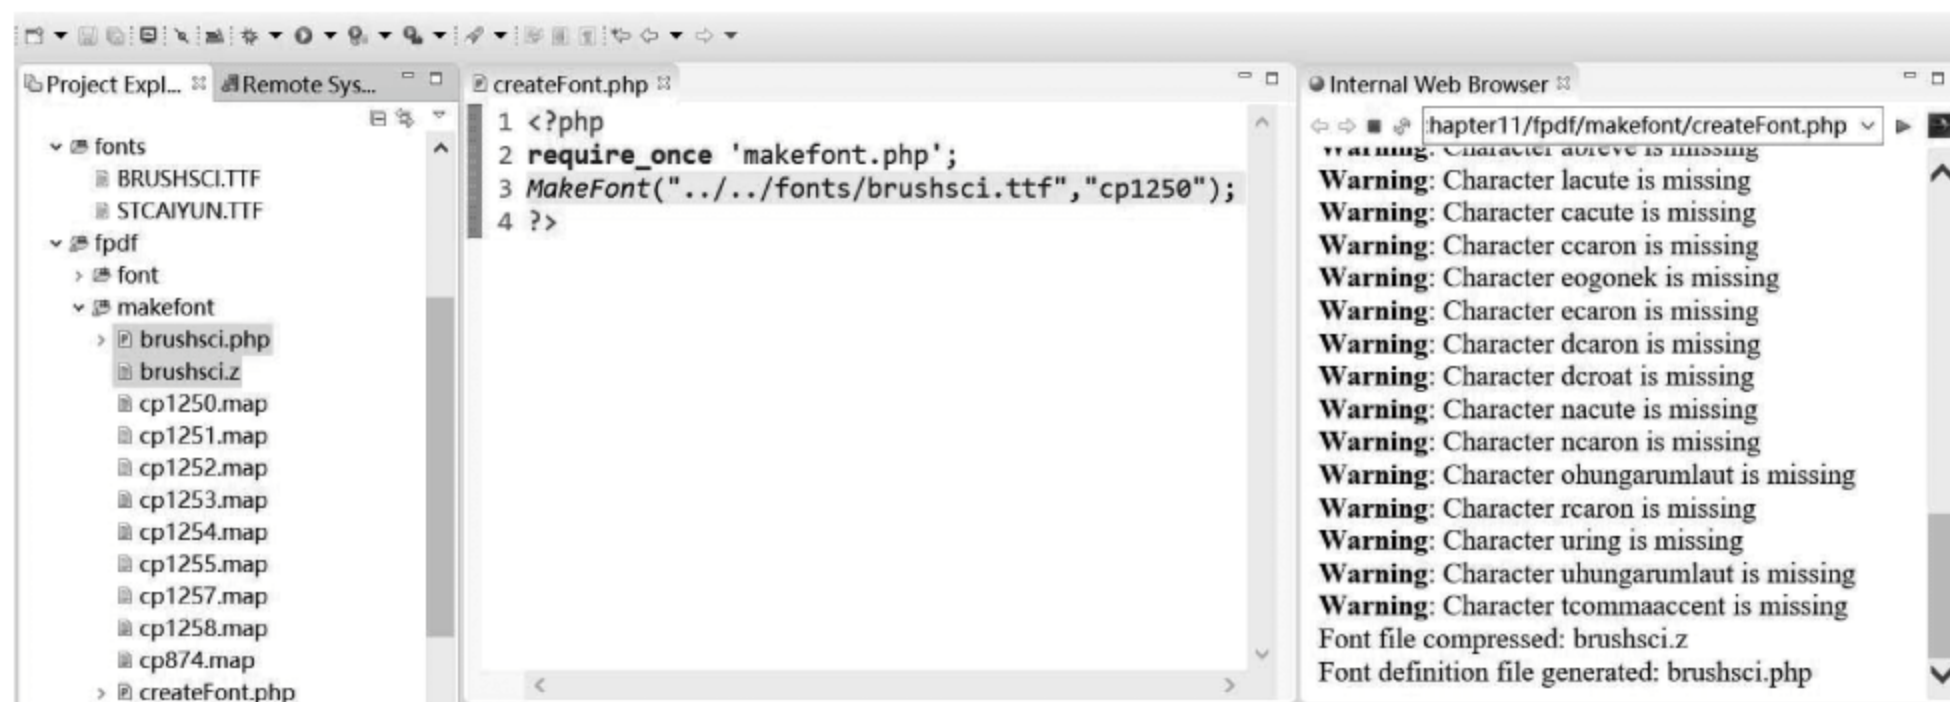 Project Expl...
Remote Sys...
fonts
BRUSHSCI.TTF
STCAIYUN.TTF
fpdf
font
makefont
brushsci.php
brushsci.z
cp1250.map
cp1251.map
cp1252.map
cp1253.map
cp1254.map
cp1255.map
cp1257.map
cp1258.map
cp874.map
createFont.php
createFont.php
1 <?php
2 require_once 'makefont.php';
3 MakeFont("../../fonts/brushsci.ttf","cp1250");
4 ?>
Internal Web Browser
:hapter11/fpdf/makefont/createFont.php
Warning: Character abreve is missing
Warning: Character lacute is missing
Warning: Character cacute is missing
Warning: Character ccaron is missing
Warning: Character eogonek is missing
Warning: Character ecaron is missing
Warning: Character dcaron is missing
Warning: Character dcroat is missing
Warning: Character nacute is missing
Warning: Character ncaron is missing
Warning: Character ohungarumlaut is missing
Warning: Character rcaron is missing
Warning: Character uring is missing
Warning: Character uhungarumlaut is missing
Warning: Character tcommaaccent is missing
Font file compressed: brushsci.z
Font definition file generated: brushsci.php